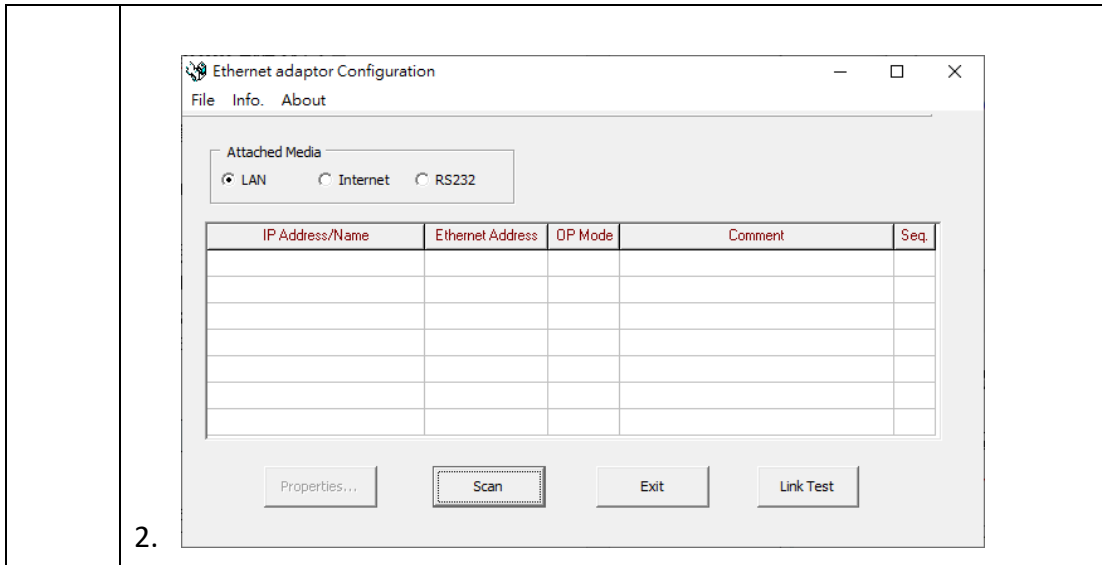 Ethernet adaptor Configuration
File Info. About
Attached Media
LAN Internet RS232
IP Address/Name Ethernet Address OP Mode Comment Seq.
Properties... Scan Exit Link Test
2.